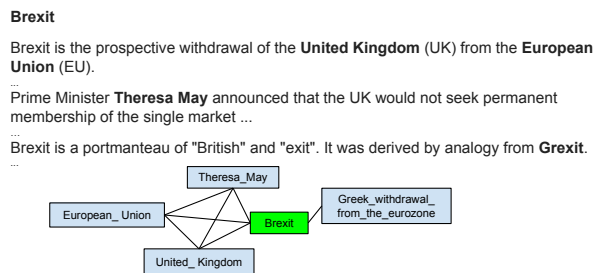 Brexit
Brexit is the prospective withdrawal of the United Kingdom (UK) from the European
Union (EU).
...
Prime Minister Theresa May announced that the UK would not seek permanent
membership of the single market ...
...
Brexit is a portmanteau of "British" and "exit". It was derived by analogy from Grexit.
...
Theresa_May
Greek_withdrawal_
from_the_eurozone
European_ Union
Brexit
United_ Kingdom